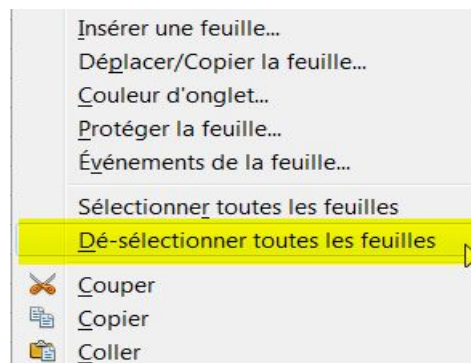 Insérer une feuille...
Déplacer/Copier la feuille...
Couleur d'onglet...
Protéger la feuille...
Événements de la feuille...
Sélectionner toutes les feuilles
Dé-sélectionner toutes les feuilles
Couper
Copier
Coller